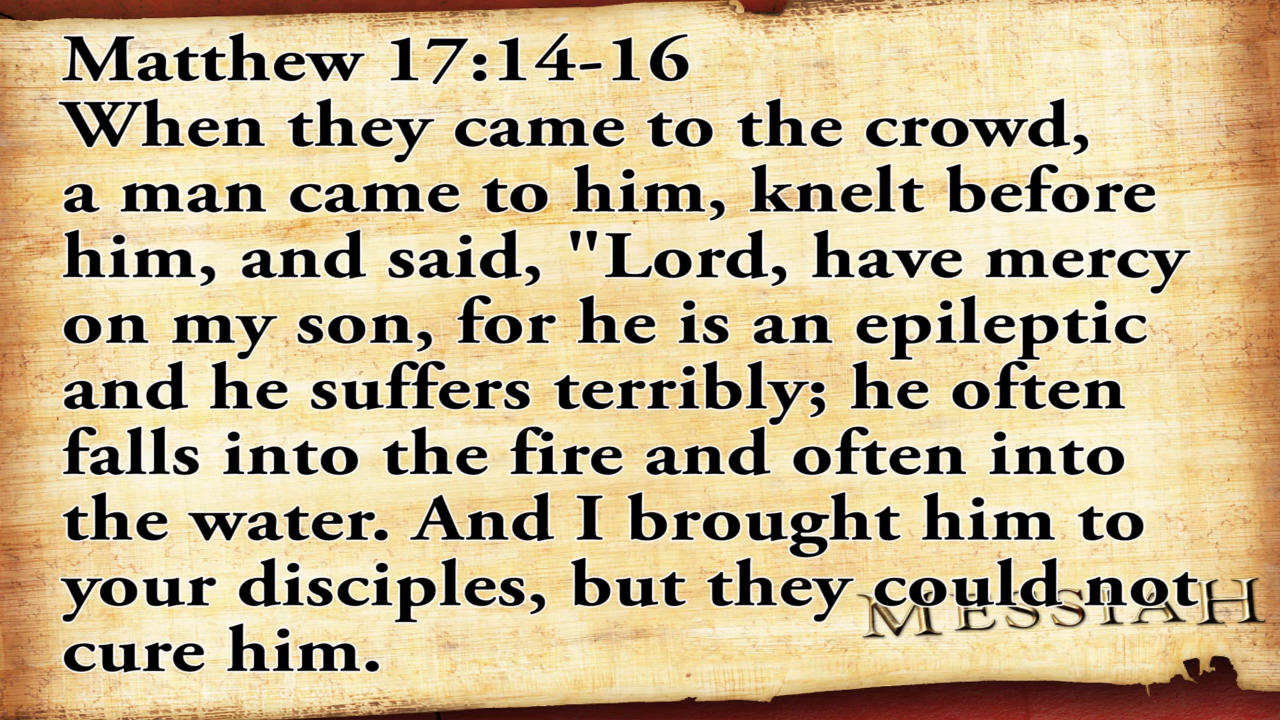 Matthew 17:14-16
When they came to the crowd,
a man came to him, knelt before
him, and said, "Lord, have mercy
on my son, for he is an epileptic
and he suffers terribly; he often
falls into the fire and often into
the water. And I brought him to
your disciples, but they could not
cure him.
MESSIAH